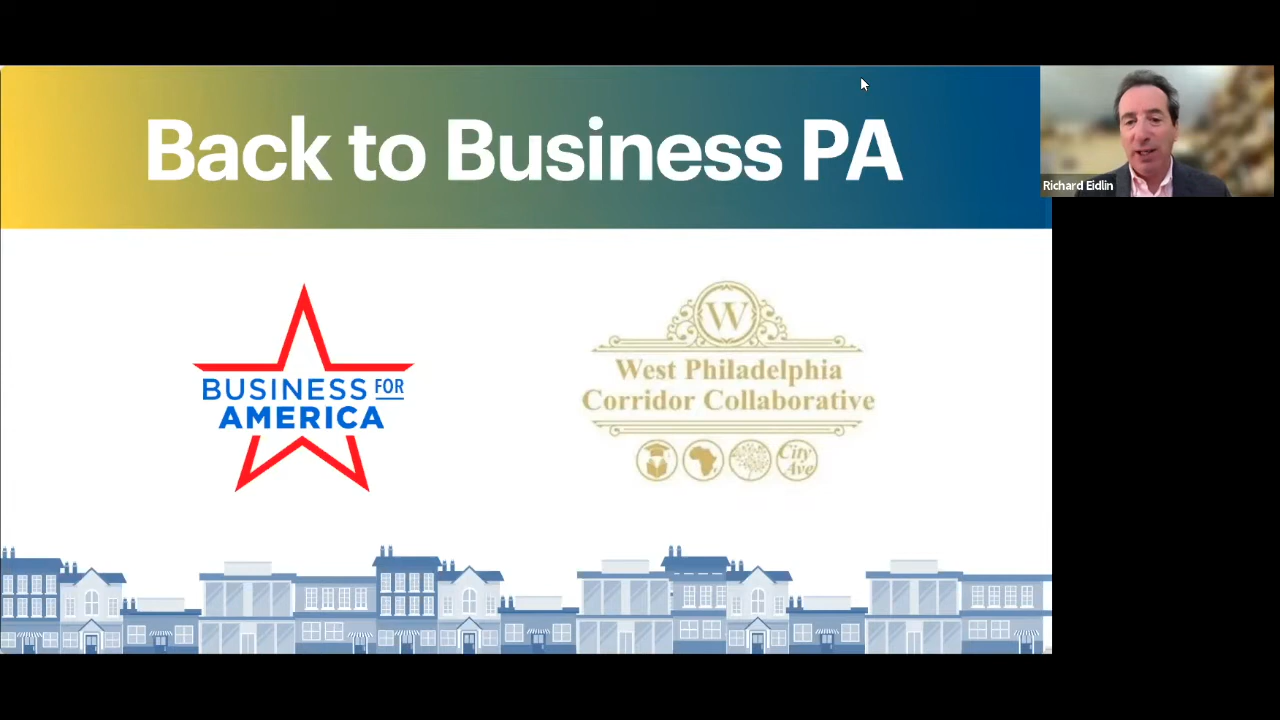 Back to Business PA
Richard Eidlin
BUSINESS FOR
AMERICA
W
West Philadelphia
Corridor Collaborative
City
Ave